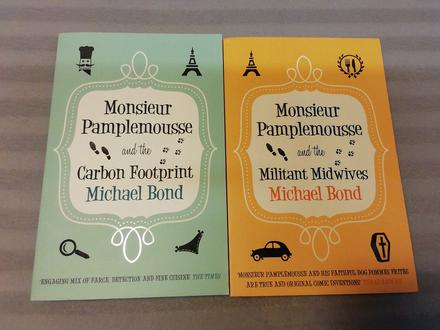 Monsieur
Pamplemousse
and the
Carbon Footprint
Michael Bond
'ENGAGING MIX OF FARCE, DETECTION AND FINE CUISINE' THE TIMES
Monsieur
Pamplemousse
and the
Militant Midwives
Michael Bond
'MONSIEUR PAMPLEMOUSSE AND HIS FAITHFUL DOG POMMES FRITES
ARE TRUE AND ORIGINAL COMIC INVENTIONS'